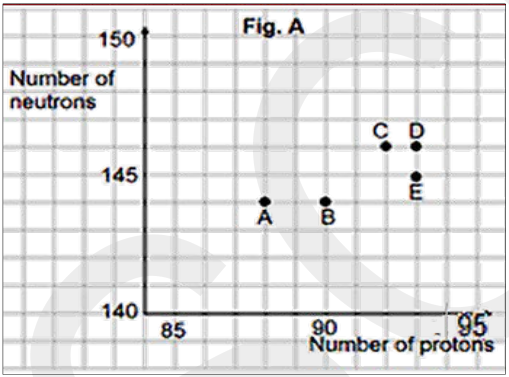 Fig. A
150
Number of
neutrons
C D
145
E
A B
140
85 90 95
Number of protons